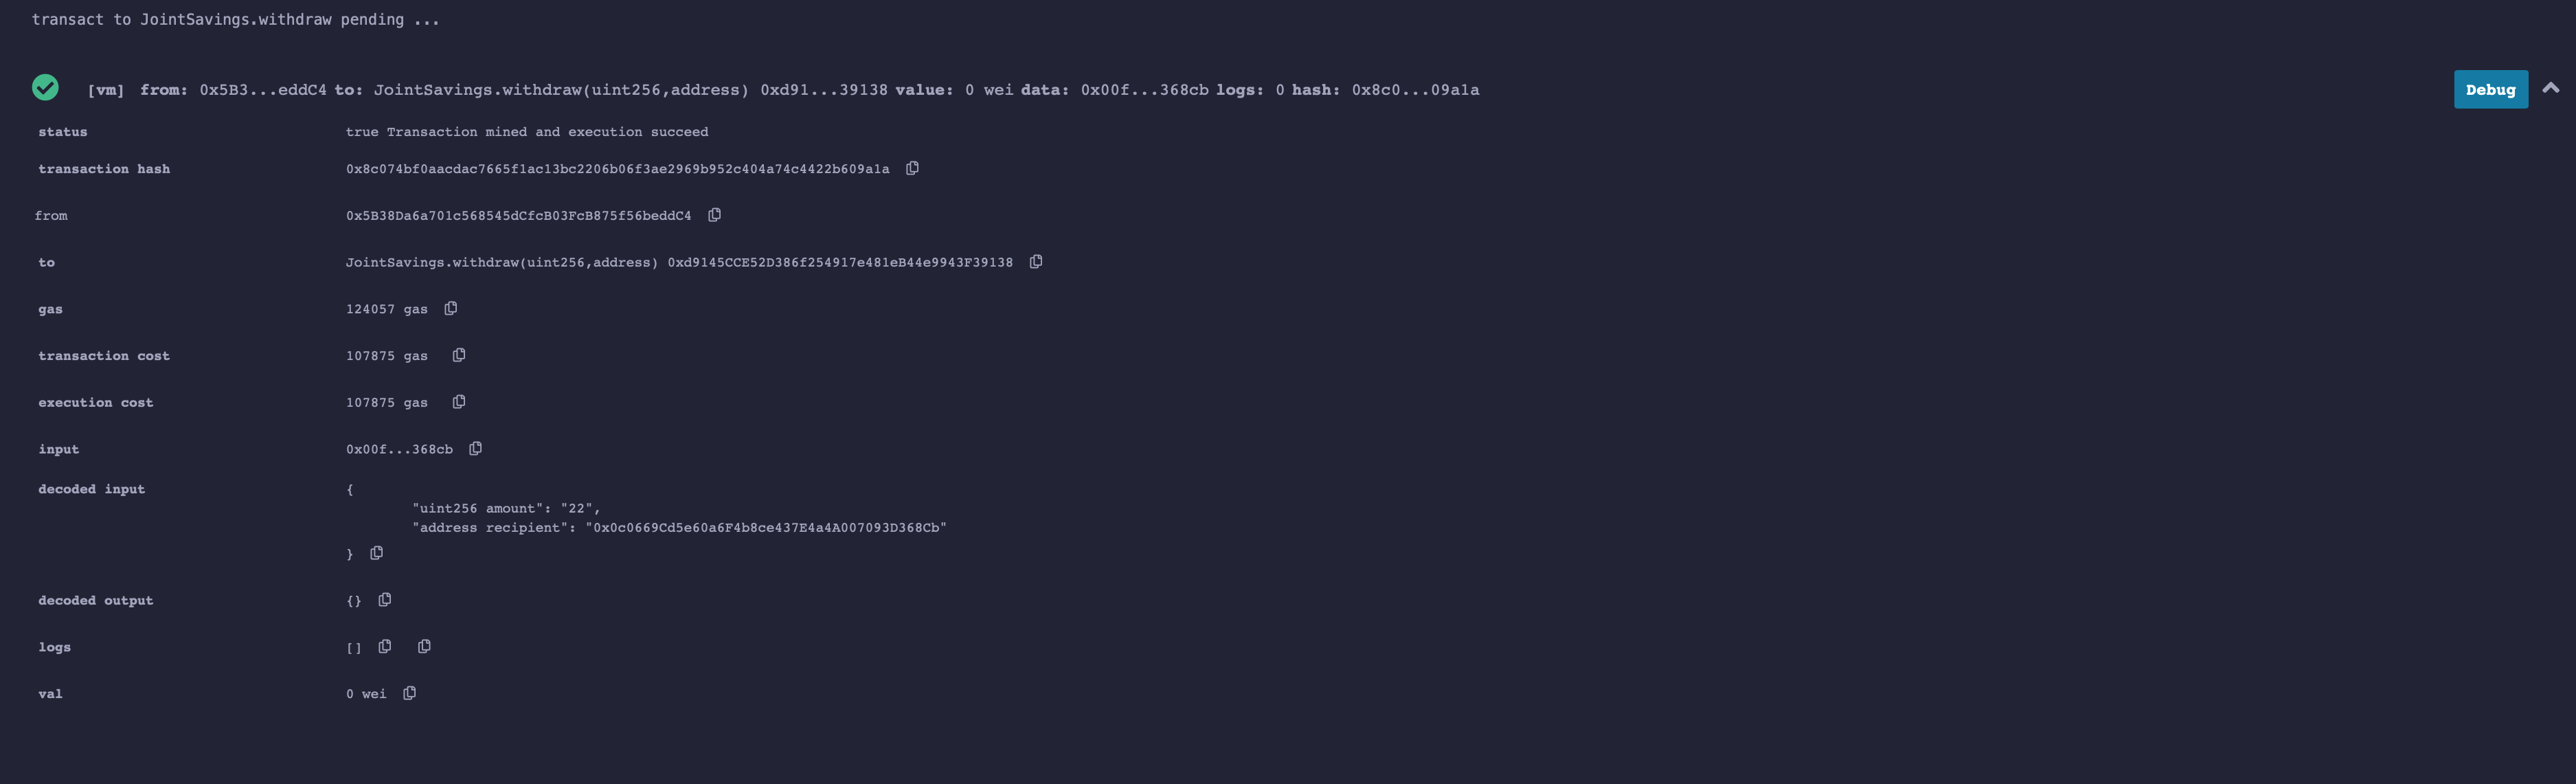 transact to JointSavings.withdraw pending ...
[vm] from: 0x5B3...eddC4 to: JointSavings.withdraw(uint256,address) 0xd91...39138 value: 0 wei data: 0x00f...368cb logs: 0 hash: 0x8c0...09a1a Debug
status true Transaction mined and execution succeed
transaction hash 0x8c074bf0aacdac7665f1ac13bc2206b06f3ae2969b952c404a74c4422b609a1a
from 0x5B38Da6a701c568545dCfcB03FcB875f56beddC4
to JointSavings.withdraw(uint256,address) 0xd9145CCE52D386f254917e481eB44e9943F39138
gas 124057 gas
transaction cost 107875 gas
execution cost 107875 gas
input 0x00f...368cb
decoded input {
"uint256 amount": "22",
"address recipient": "0x0c0669Cd5e60a6F4b8ce437E4a4A007093D368Cb"
}
decoded output {}
logs []
val 0 wei